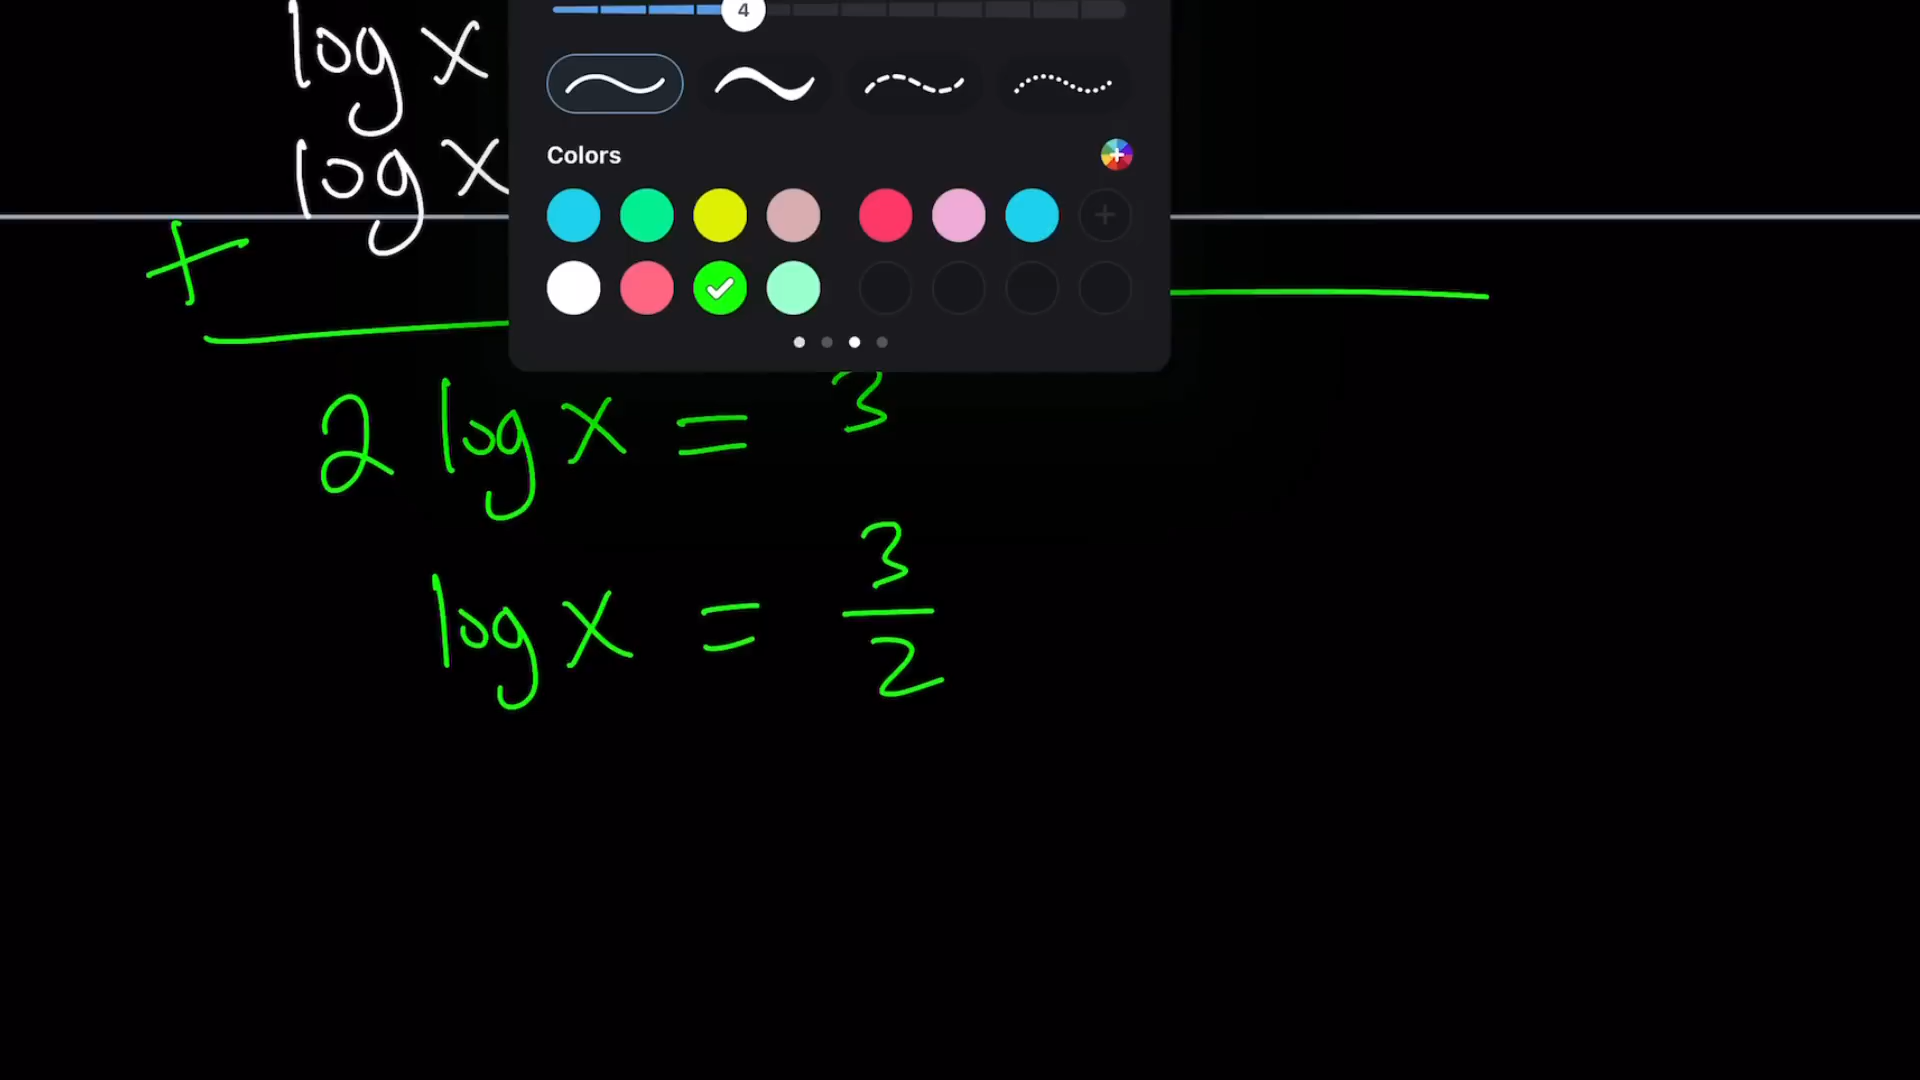 4
log x
Colors
log x
+
2 log x = 3
log x = 3/2